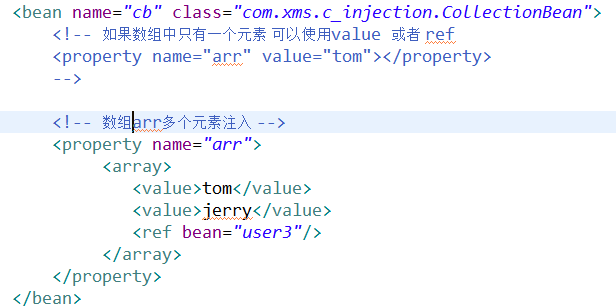 <bean name="cb" class="com.xms.c_injection.CollectionBean">
<!-- 如果数组中只有一个元素 可以使用value 或者 ref
<property name="arr" value="tom"></property>
-->
<!-- 数组arr多个元素注入 -->
<property name="arr">
<array>
<value>tom</value>
<value>jerry</value>
<ref bean="user3"/>
</array>
</property>
</bean>